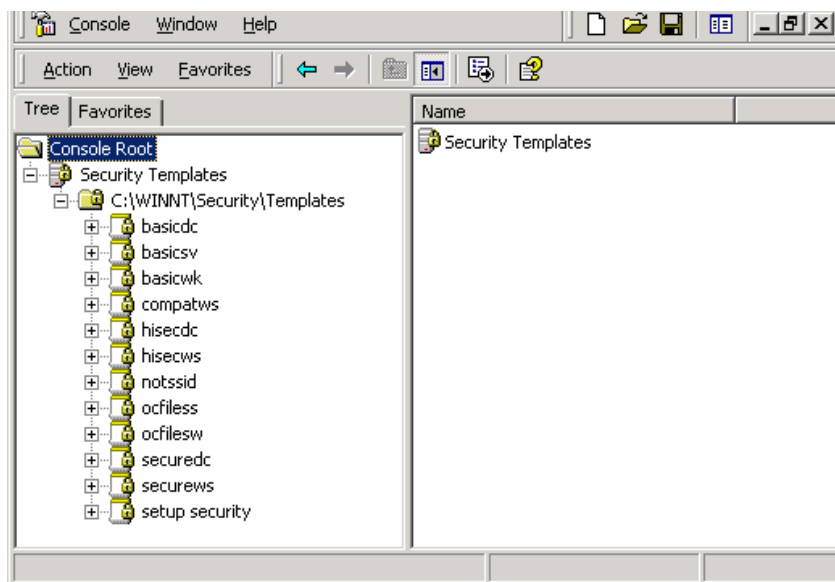 Console Window Help
Action View Favorites
Tree Favorites
Name
Console Root
Security Templates
Security Templates
C:\WINNT\Security\Templates
basicdc
basicsv
basicwk
compatws
hisecdc
hisecws
notssid
ocfiless
ocfilesw
securedc
securews
setup security